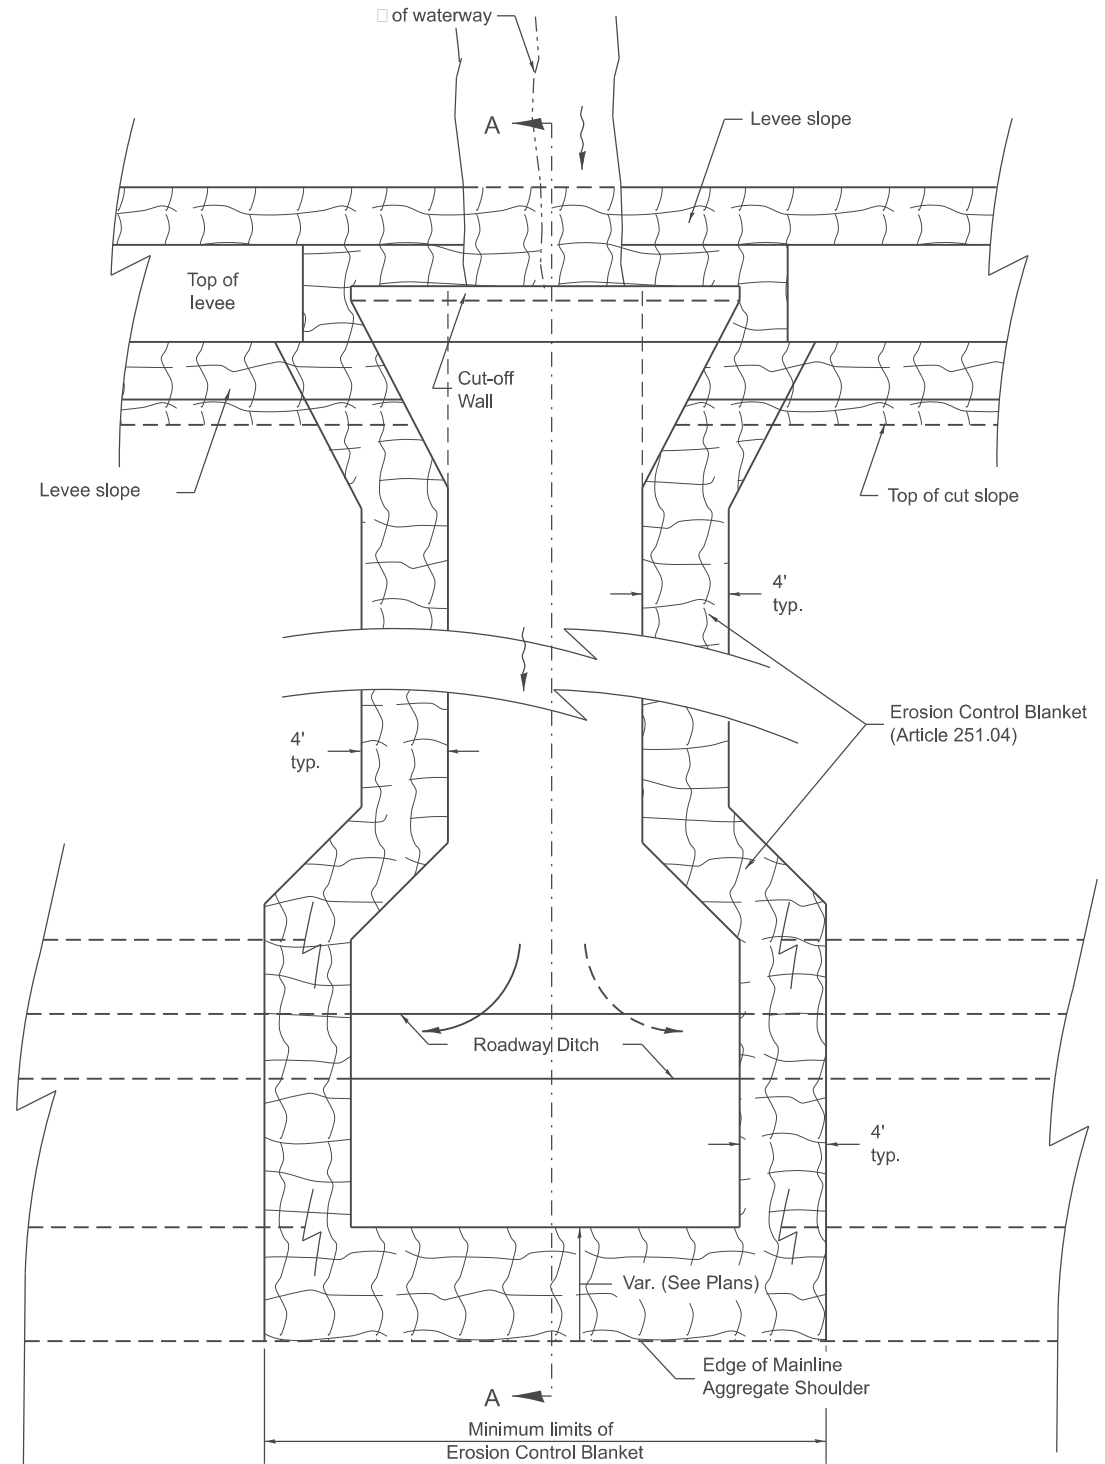 □ of waterway
A
Levee slope
Top of
levee
Cut-off
Wall
Levee slope
Top of cut slope
4'
typ.
Erosion Control Blanket
(Article 251.04)
4'
typ.
Roadway Ditch
4'
typ.
Var. (See Plans)
Edge of Mainline
Aggregate Shoulder
A
Minimum limits of
Erosion Control Blanket